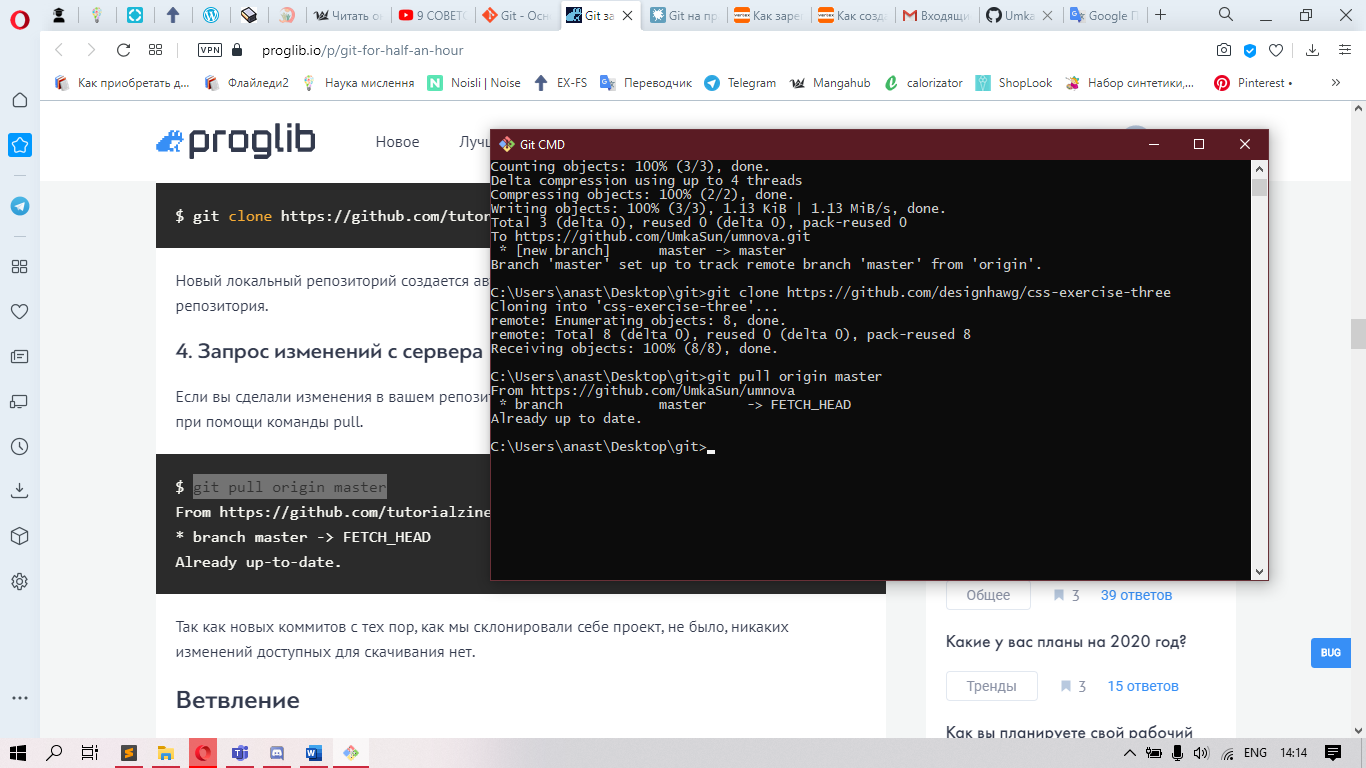 Читать он
9 СОВЕТО
Git - Осно
Git за
Git на пр
Как заре
Как созда
Входящи
Umka
Google П
VPN
proglib.io/p/git-for-half-an-hour
Как приобретать д...
Флайледи2
Наука мислення
Noisli | Noise
EX-FS
Переводчик
Telegram
Mangahub
calorizator
ShopLook
Набор синтетики,...
Pinterest •
»
proglib
Новое
Лучш
$ git clone https://github.com/tutor
Новый локальный репозиторий создается ав
репозитория.
4. Запрос изменений с сервера
Если вы сделали изменения в вашем репози
при помощи команды pull.
$ git pull origin master
From https://github.com/tutorialzine
* branch master -> FETCH_HEAD
Already up-to-date.
Так как новых коммитов с тех пор, как мы склонировали себе проект, не было, никаких
изменений доступных для скачивания нет.
Ветвление
Git CMD
Counting objects: 100% (3/3), done.
Delta compression using up to 4 threads
Compressing objects: 100% (2/2), done.
Writing objects: 100% (3/3), 1.13 KiB | 1.13 MiB/s, done.
Total 3 (delta 0), reused 0 (delta 0), pack-reused 0
To https://github.com/UmkaSun/umnova.git
* [new branch] master -> master
Branch 'master' set up to track remote branch 'master' from 'origin'.
C:\Users\anast\Desktop\git>git clone https://github.com/designhawg/css-exercise-three
Cloning into 'css-exercise-three'...
remote: Enumerating objects: 8, done.
remote: Total 8 (delta 0), reused 0 (delta 0), pack-reused 8
Receiving objects: 100% (8/8), done.
C:\Users\anast\Desktop\git>git pull origin master
From https://github.com/UmkaSun/umnova
* branch master -> FETCH_HEAD
Already up to date.
C:\Users\anast\Desktop\git>
Общее
3
39 ответов
Какие у вас планы на 2020 год?
Тренды
3
15 ответов
Как вы планируете свой рабочий
BUG
ENG
14:14